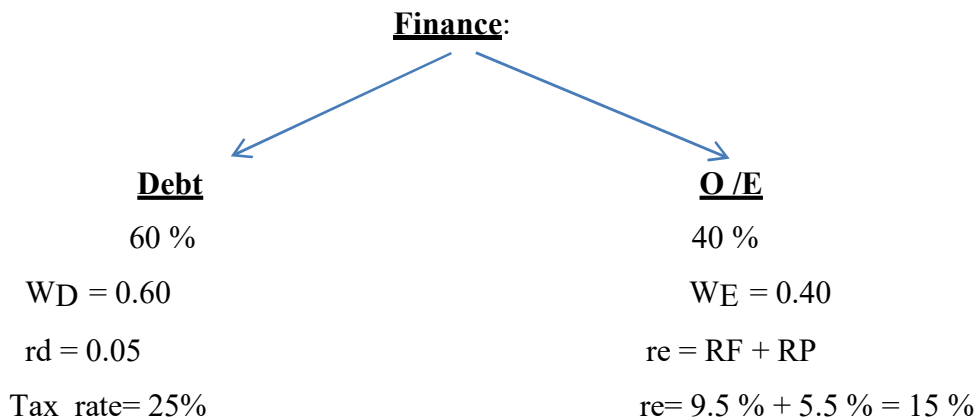 Finance:
Debt
O /E
60 %
40 %
WD = 0.60
WE = 0.40
rd = 0.05
re = RF + RP
Tax rate= 25%
re= 9.5 % + 5.5 % = 15 %